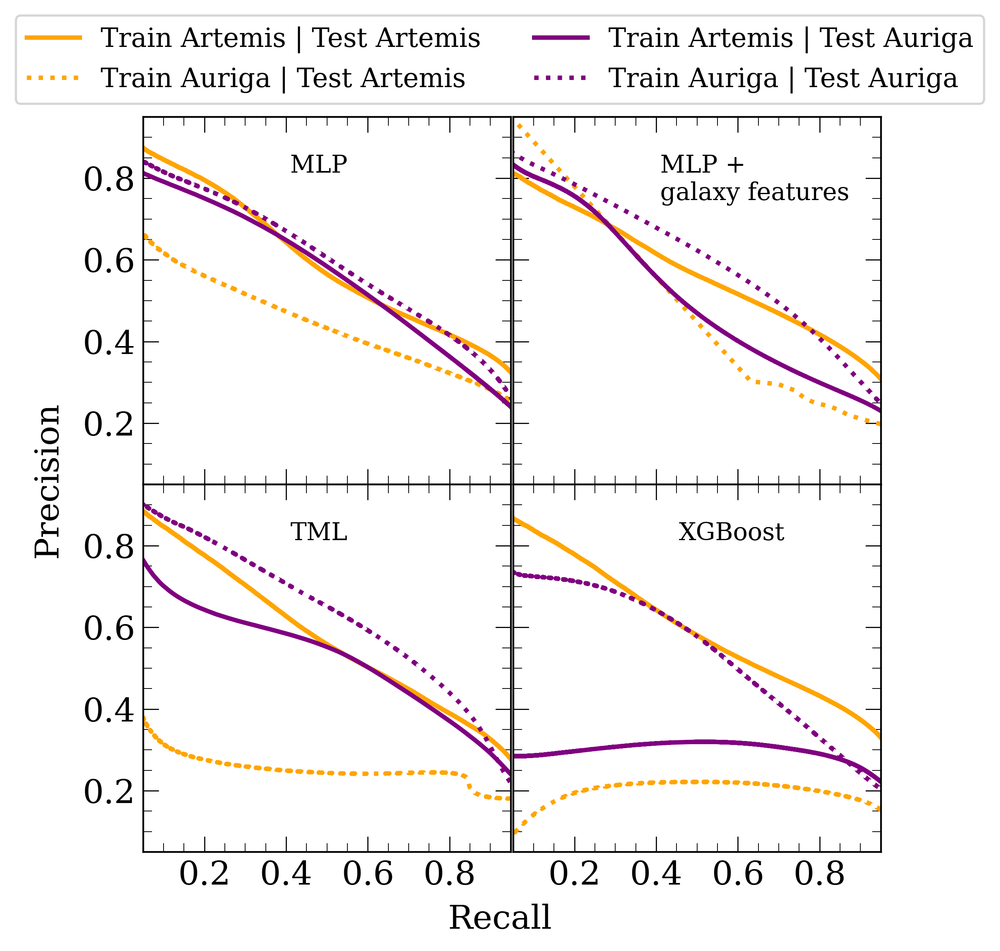 Train Artemis | Test Artemis
Train Auriga | Test Artemis
Train Artemis | Test Auriga
Train Auriga | Test Auriga
MLP
MLP +
galaxy features
0.8
0.6
0.4
0.2
TML
XGBoost
0.8
0.6
0.4
0.2
Precision
0.2 0.4 0.6 0.8
0.2 0.4 0.6 0.8
Recall